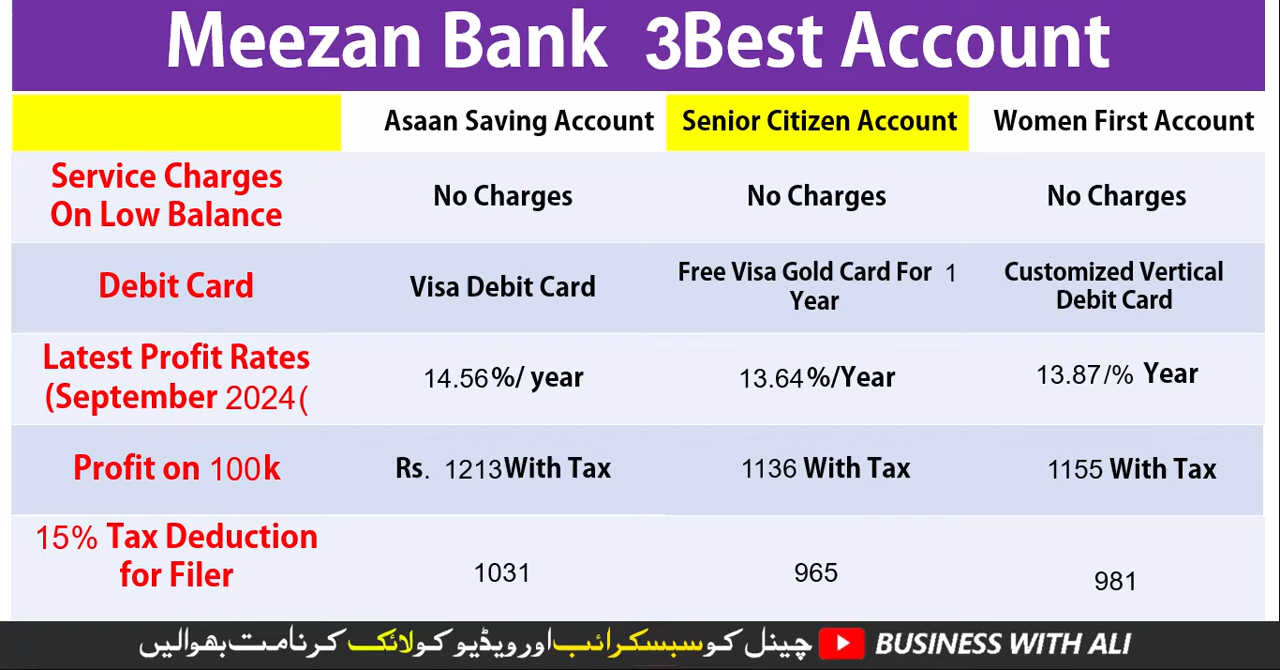 Meezan Bank 3Best Account
Asaan Saving Account Senior Citizen Account Women First Account
Service Charges
On Low Balance
No Charges No Charges No Charges
Debit Card
Visa Debit Card
Free Visa Gold Card For 1
Year
Customized Vertical
Debit Card
Latest Profit Rates
(September 2024(
14.56%/ year 13.64%/Year 13.87/% Year
Profit on 100k Rs. 1213With Tax 1136 With Tax 1155 With Tax
15% Tax Deduction
for Filer
1031 965 981
چینل کو سبسکرائب اور ویڈیو کو لائک کرنا مت بھولیں BUSINESS WITH ALI